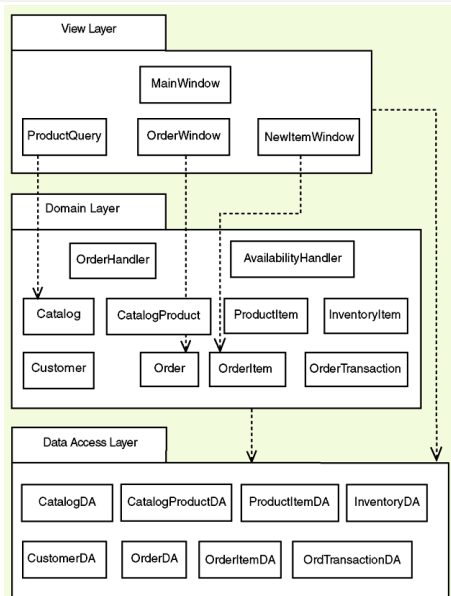 View Layer
MainWindow
ProductQuery OrderWindow NewItemWindow
Domain Layer
OrderHandler AvailabilityHandler
Catalog CatalogProduct ProductItem InventoryItem
Customer Order OrderItem OrderTransaction
Data Access Layer
CatalogDA CatalogProductDA ProductItemDA InventoryDA
CustomerDA OrderDA OrderItemDA OrdTransactionDA